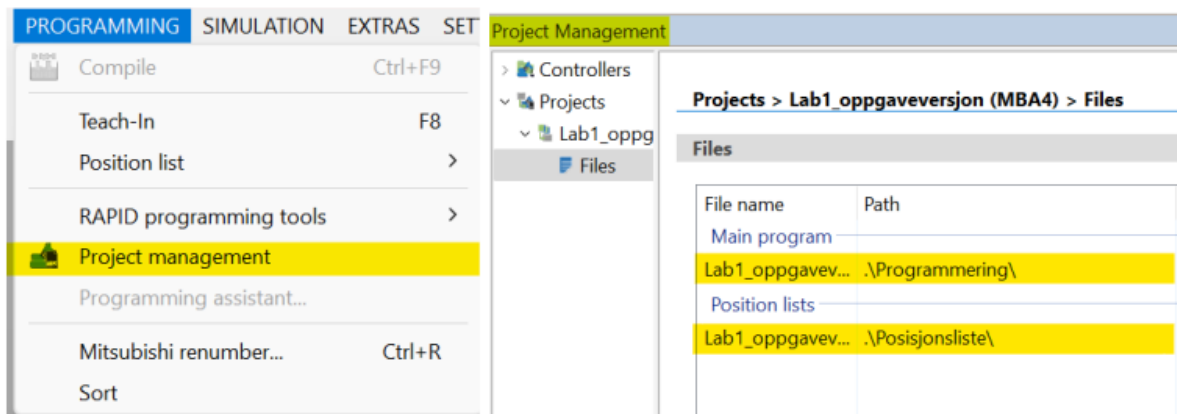 PROGRAMMING SIMULATION EXTRAS SET
Compile Ctrl+F9
Teach-In F8
Position list
RAPID programming tools
Project management
Programming assistant...
Mitsubishi renumber... Ctrl+R
Sort
Project Management
Controllers
Projects
Lab1_oppg
Files
Projects > Lab1_oppgaveversjon (MBA4) > Files
Files
File name Path
Main program
Lab1_oppgavev... .\Programmering\
Position lists
Lab1_oppgavev... .\Posisjonsliste\